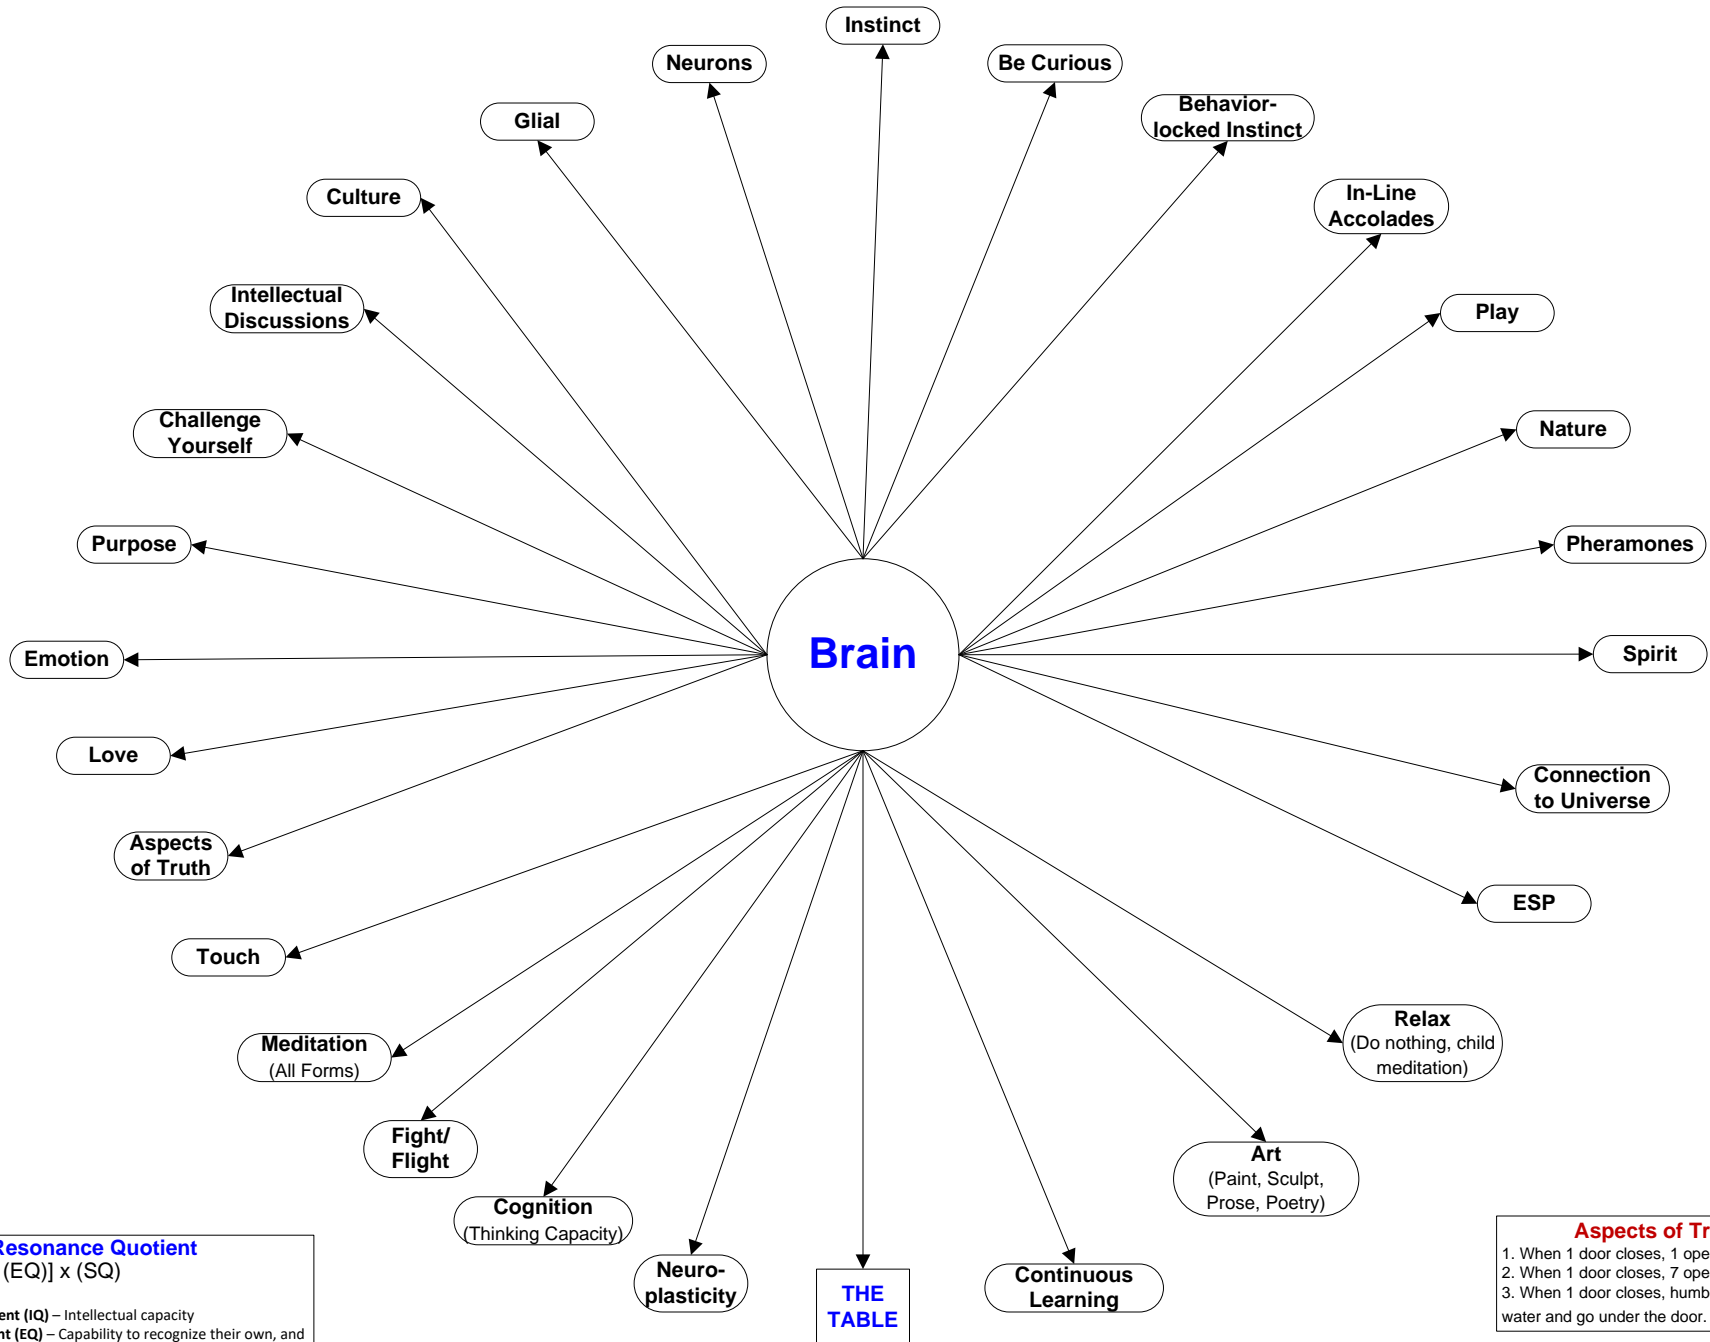 Instinct
Neurons
Be Curious
Glial
Behavior-
locked Instinct
Culture
In-Line
Accolades
Intellectual
Discussions
Play
Challenge
Yourself
Nature
Purpose
Pheramones
Emotion
Brain
Spirit
Love
Connection
to Universe
Aspects
of Truth
ESP
Touch
Relax
(Do nothing, child
meditation)
Meditation
(All Forms)
Fight/
Flight
Art
(Paint, Sculpt,
Prose, Poetry)
Cognition
(Thinking Capacity)
Neuro-
plasticity
THE
TABLE
Continuous
Learning
Resonance Quotient
(EQ)] x (SQ)
ent (IQ) – Intellectual capacity
nt (EQ) – Capability to recognize their own, and
Aspects of Tr
1. When 1 door closes, 1 ope
2. When 1 door closes, 7 ope
3. When 1 door closes, humb
water and go under the door.